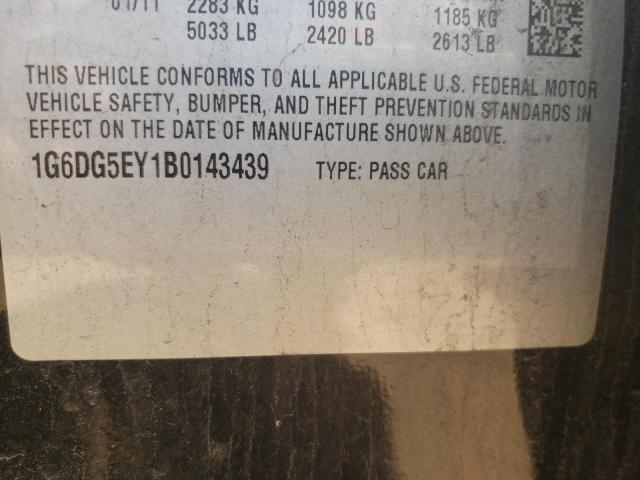 01/11 2283 KG 1098 KG 1185 KG
5033 LB 2420 LB 2613 LB
THIS VEHICLE CONFORMS TO ALL APPLICABLE U.S. FEDERAL MOTOR
VEHICLE SAFETY, BUMPER, AND THEFT PREVENTION STANDARDS IN
EFFECT ON THE DATE OF MANUFACTURE SHOWN ABOVE.
1G6DG5EY1B0143439 TYPE: PASS CAR